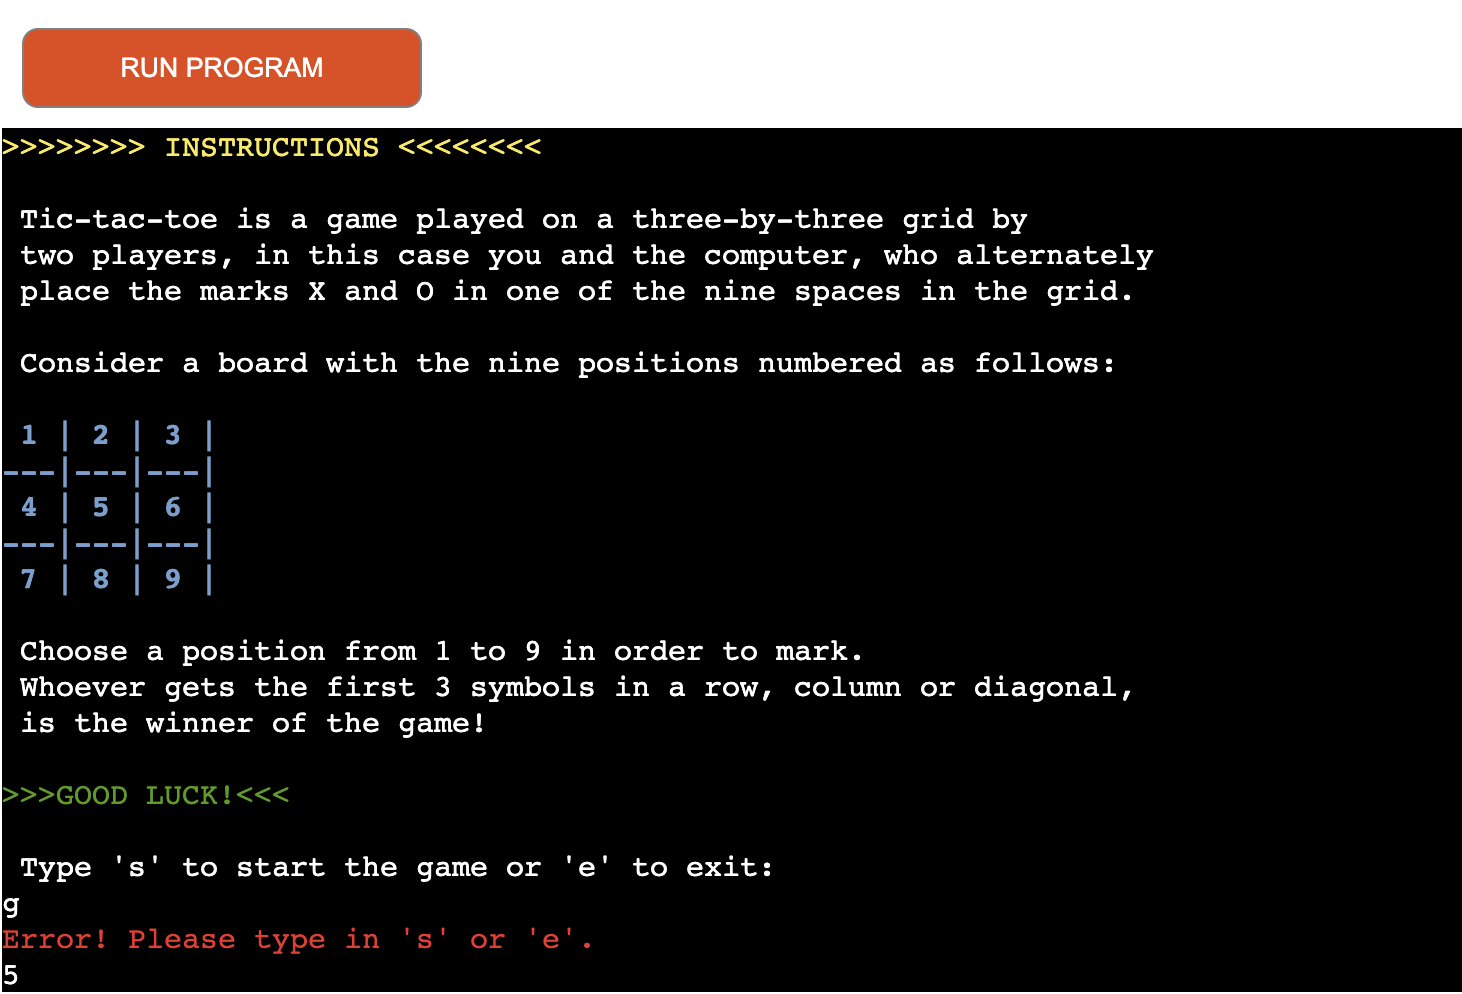 RUN PROGRAM
>>>>>>>> INSTRUCTIONS <<<<<<<<
Tic-tac-toe is a game played on a three-by-three grid by
two players, in this case you and the computer, who alternately
place the marks X and O in one of the nine spaces in the grid.
Consider a board with the nine positions numbered as follows:
1 | 2 | 3 |
---|---|---|
4 | 5 | 6 |
---|---|---|
7 | 8 | 9 |
Choose a position from 1 to 9 in order to mark.
Whoever gets the first 3 symbols in a row, column or diagonal,
is the winner of the game!
>>>GOOD LUCK!<<<
Type 's' to start the game or 'e' to exit:
g
Error! Please type in 's' or 'e'.
5